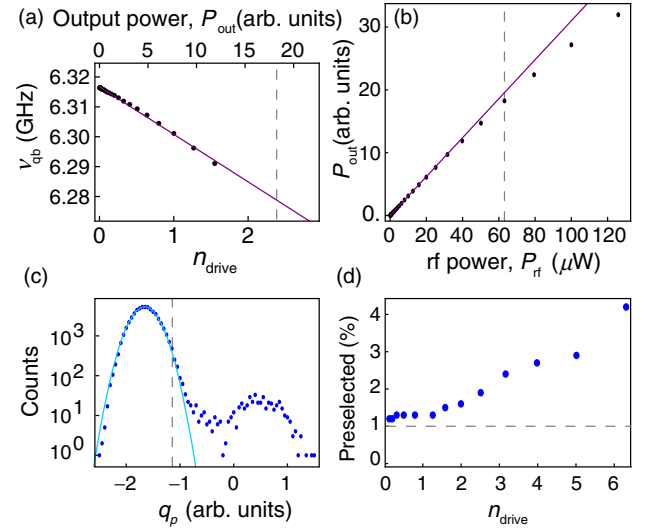 (a) Output power, P_out (arb. units)
0 5 10 15 20
6.32
6.31
6.30
6.29
6.28
ν_qb (GHz)
0 1 2
n_drive
(b)
30
20
10
0.
P_out (arb. units)
0 20 40 60 80 100 120
rf power, P_rf (μW)
(c)
10^3
10^2
10^1
10^0
Counts
−2 −1 0 1
q_p (arb. units)
(d)
4
3
2
1
0
Preselected (%)
0 1 2 3 4 5 6
n_drive